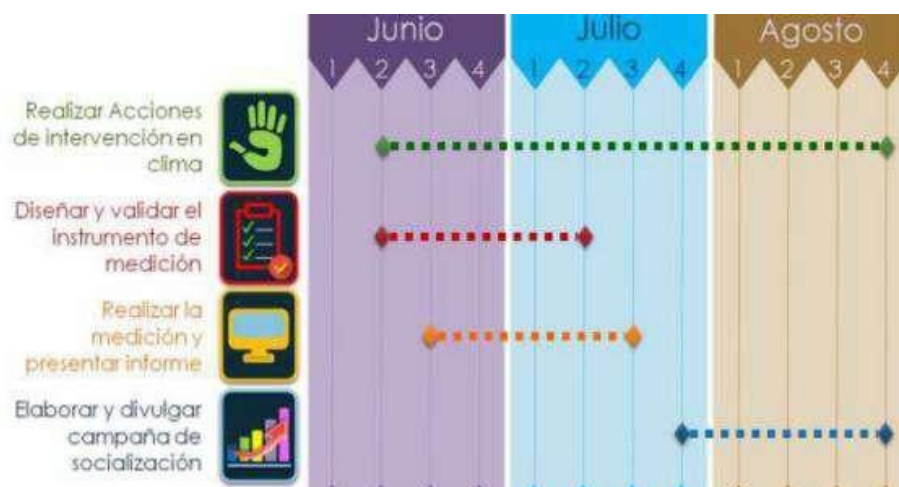 Junio Julio Agosto
1 2 3 4 1 2 3 4 1 2 3 4
Realizar Acciones
de intervención en
clima
Diseñar y validar el
instrumento de
medición
Realizar la
medición y
presentar informe
Elaborar y divulgar
campaña de
socialización